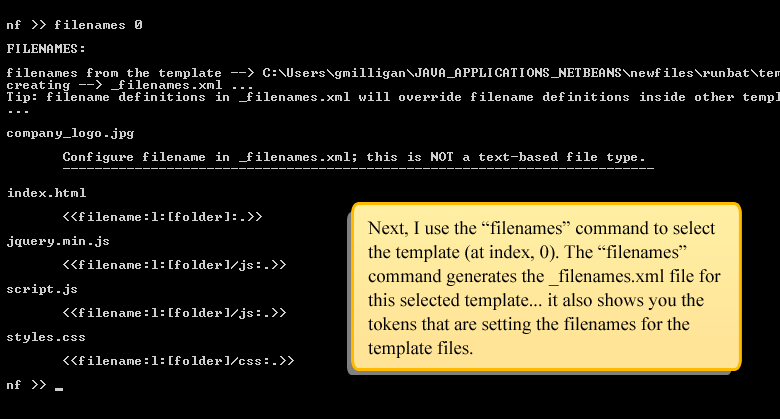 nf >> filenames 0
FILENAMES:
filenames from the template --> C:\Users\gmilligan\JAVA_APPLICATIONS_NETBEANS\newfiles\runbat\tem
creating --> _filenames.xml ...
Tip: filename definitions in _filenames.xml will override filename definitions inside other templ
...
company_logo.jpg
Configure filename in _filenames.xml; this is NOT a text-based file type.
index.html
<<filename:l:[folder]:.>>
jquery.min.js
<<filename:l:[folder]/js:.>>
script.js
<<filename:l:[folder]/js:.>>
styles.css
<<filename:l:[folder]/css:.>>
nf >> _
Next, I use the “filenames” command to select
the template (at index, 0). The “filenames”
command generates the _filenames.xml file for
this selected template... it also shows you the
tokens that are setting the filenames for the
template files.